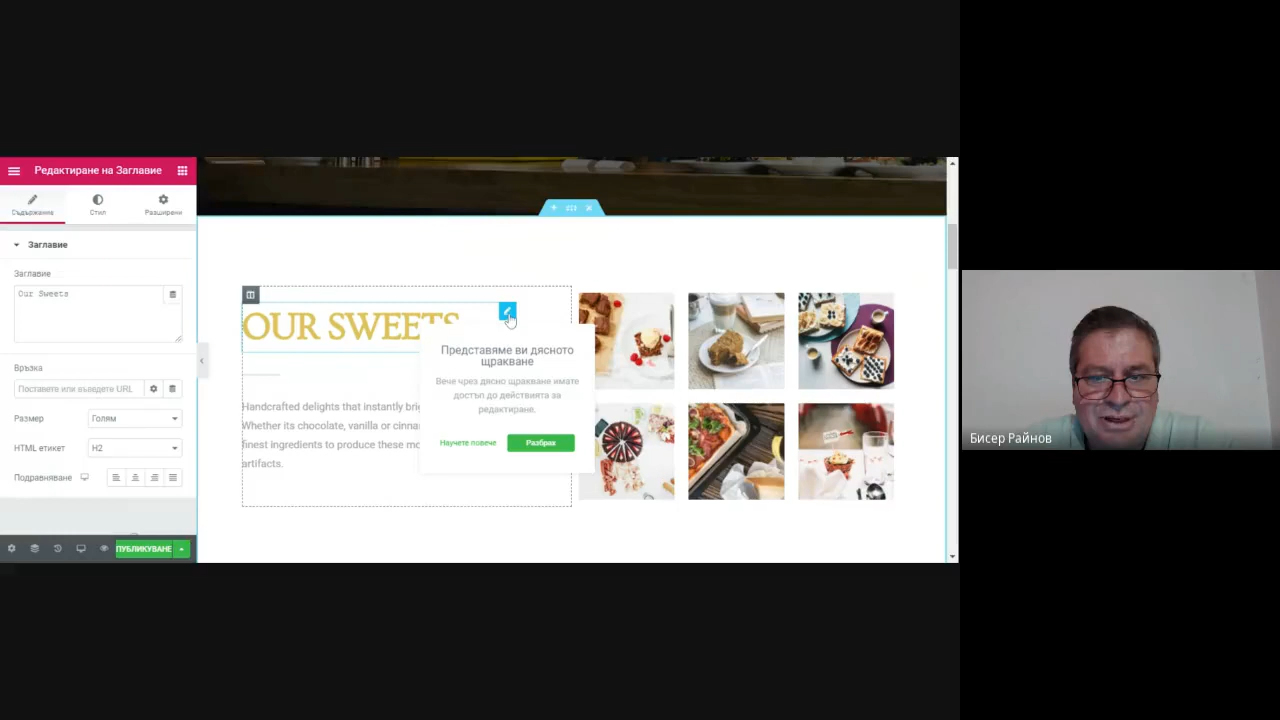 Редактиране на Заглавие
Съдържание
Стил
Разширени
Заглавие
Заглавие
Our Sweets
Връзка
Поставете или въведете URL
Размер
Голям
HTML етикет
H2
Подравняване
ПУБЛИКУВАНЕ
OUR SWEETS
Handcrafted delights that instantly
Whether its chocolate, vanilla or
finest ingredients to produce these
artifacts.
Представяме ви дясното
щракване
Вече чрез дясно щракване имате
достъп до действията за
редактиране.
Научете повече
Разбрах
Бисер Райнов